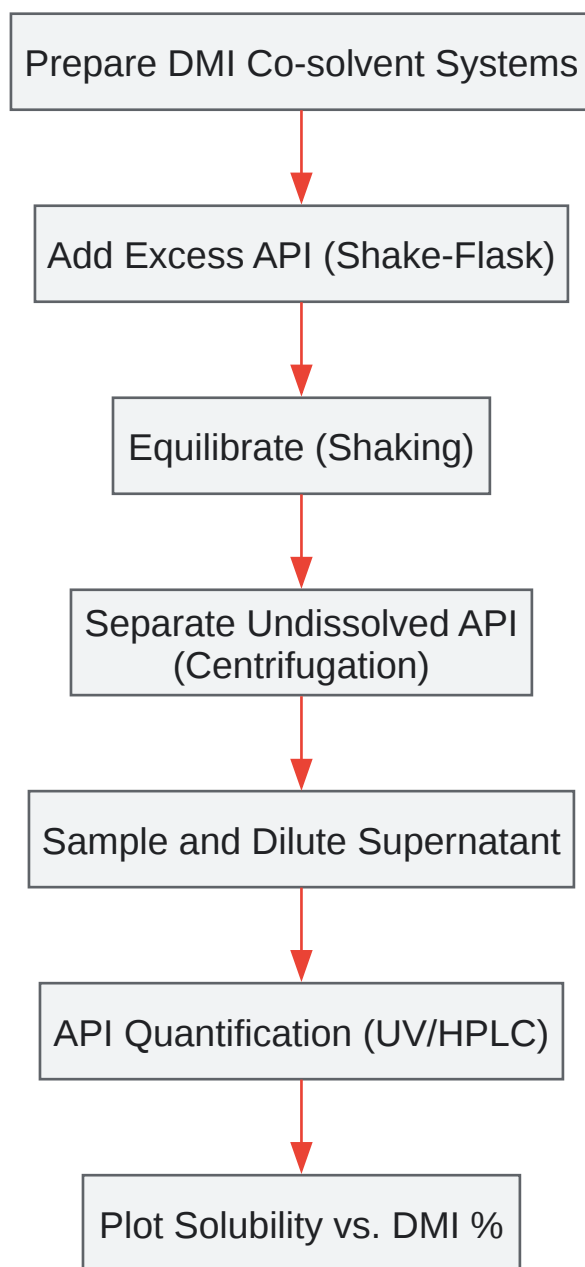 Prepare DMI Co-solvent Systems
Add Excess API (Shake-Flask)
Equilibrate (Shaking)
Separate Undissolved API
(Centrifugation)
Sample and Dilute Supernatant
API Quantification (UV/HPLC)
Plot Solubility vs. DMI %